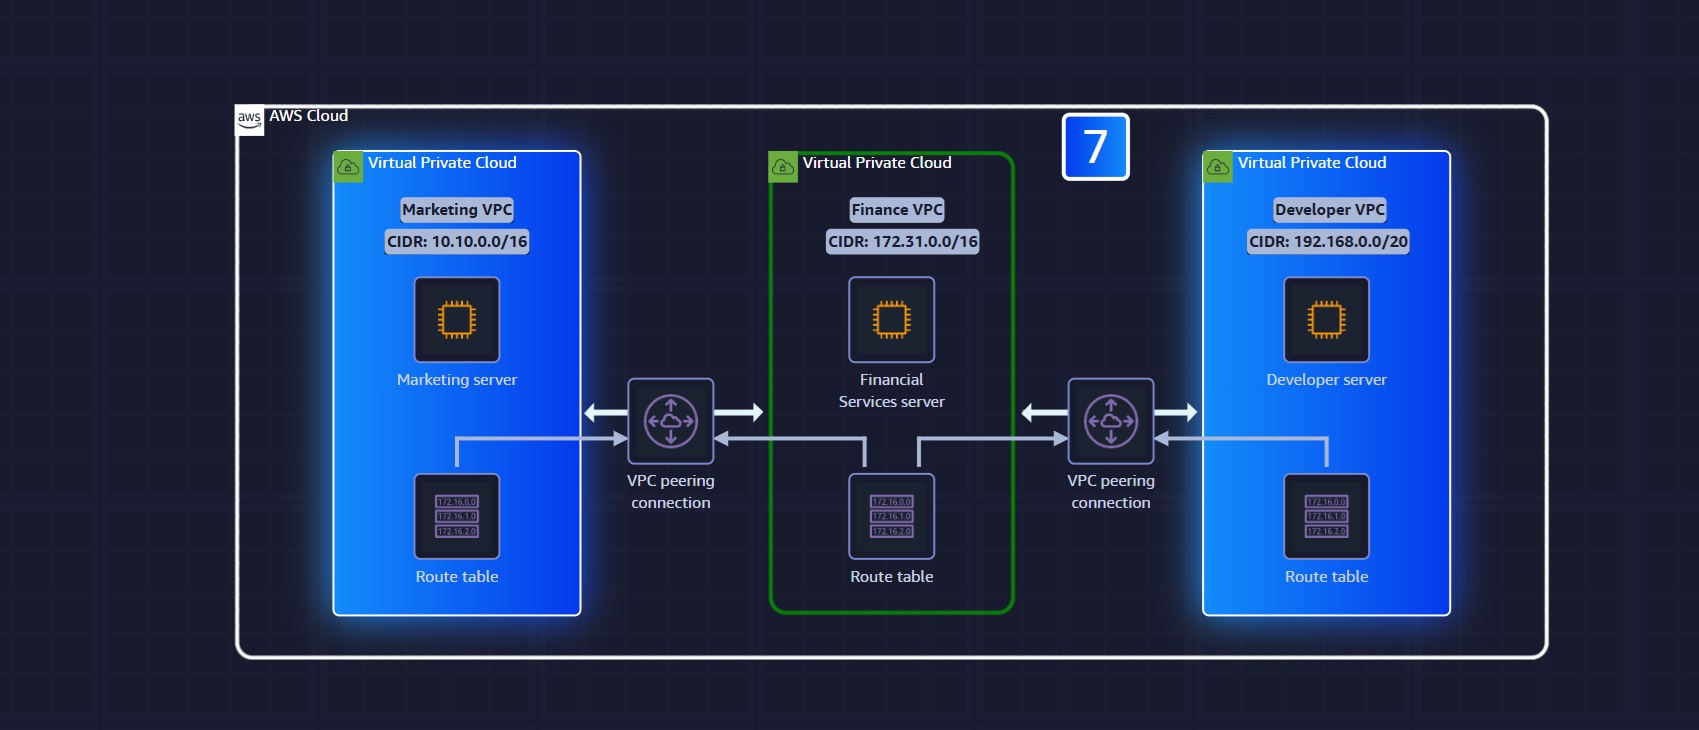 aws
AWS Cloud
7
Virtual Private Cloud
Marketing VPC
CIDR: 10.10.0.0/16
Marketing server
Route table
172.16.0.0
172.16.1.0
172.16.2.0
VPC peering
connection
Virtual Private Cloud
Finance VPC
CIDR: 172.31.0.0/16
Financial
Services server
172.16.0.0
172.16.1.0
172.16.2.0
Route table
VPC peering
connection
Virtual Private Cloud
Developer VPC
CIDR: 192.168.0.0/20
Developer server
172.16.0.0
172.16.1.0
172.16.2.0
Route table